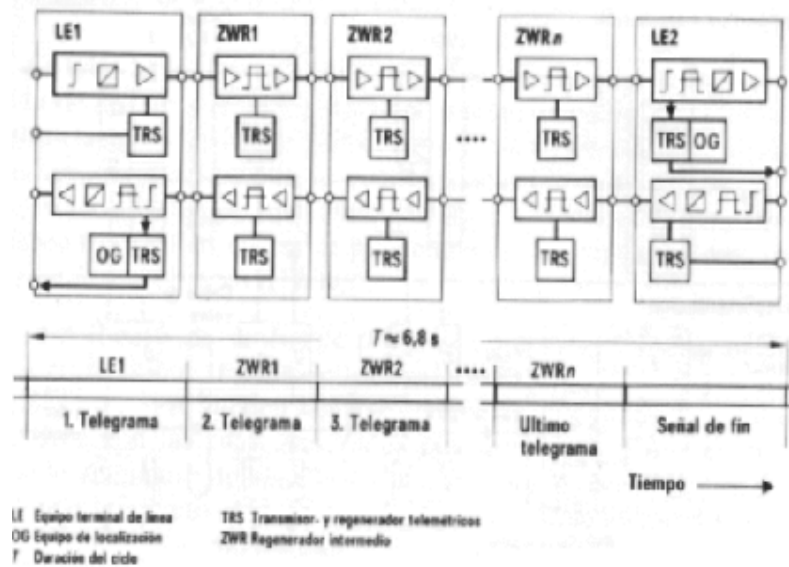 LE1 ZWR1 ZWR2 ZWRn LE2
TRS TRS TRS .... TRS TRS OG
OG TRS TRS TRS TRS TRS
T≈6,8 s
LE1 ZWR1 ZWR2 .... ZWRn
1. Telegrama 2. Telegrama 3. Telegrama Ultimo telegrama Señal de fin
Tiempo
LE Equipo terminal de línea
OG Equipo de localización
T Duración del ciclo
TRS Transmisor- y regenerador telemétricos
ZWR Regenerador intermedio